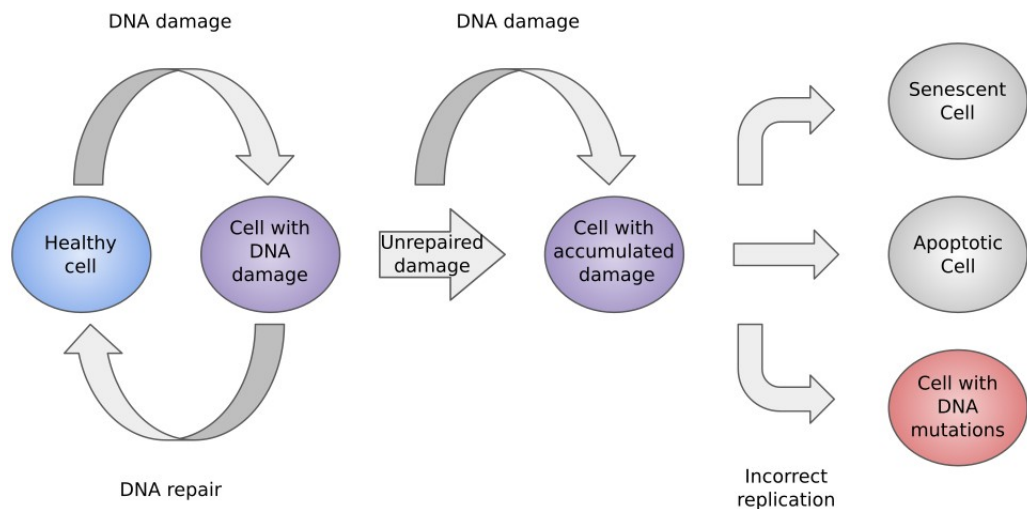 DNA damage
DNA damage
Senescent
Cell
Healthy
cell
Cell with
DNA
damage
Unrepaired
damage
Cell with
accumulated
damage
Apoptotic
Cell
Cell with
DNA
mutations
DNA repair
Incorrect
replication